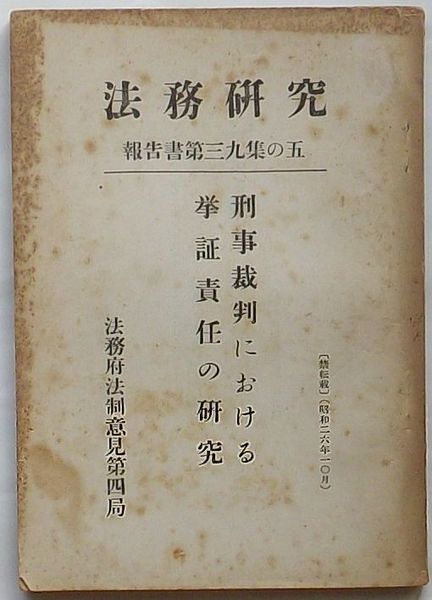 法務研究
報告書第三九集の五
〔禁転載〕（昭和二六年一〇月）
刑事裁判における
挙証責任の研究
法務府法制意見第四局